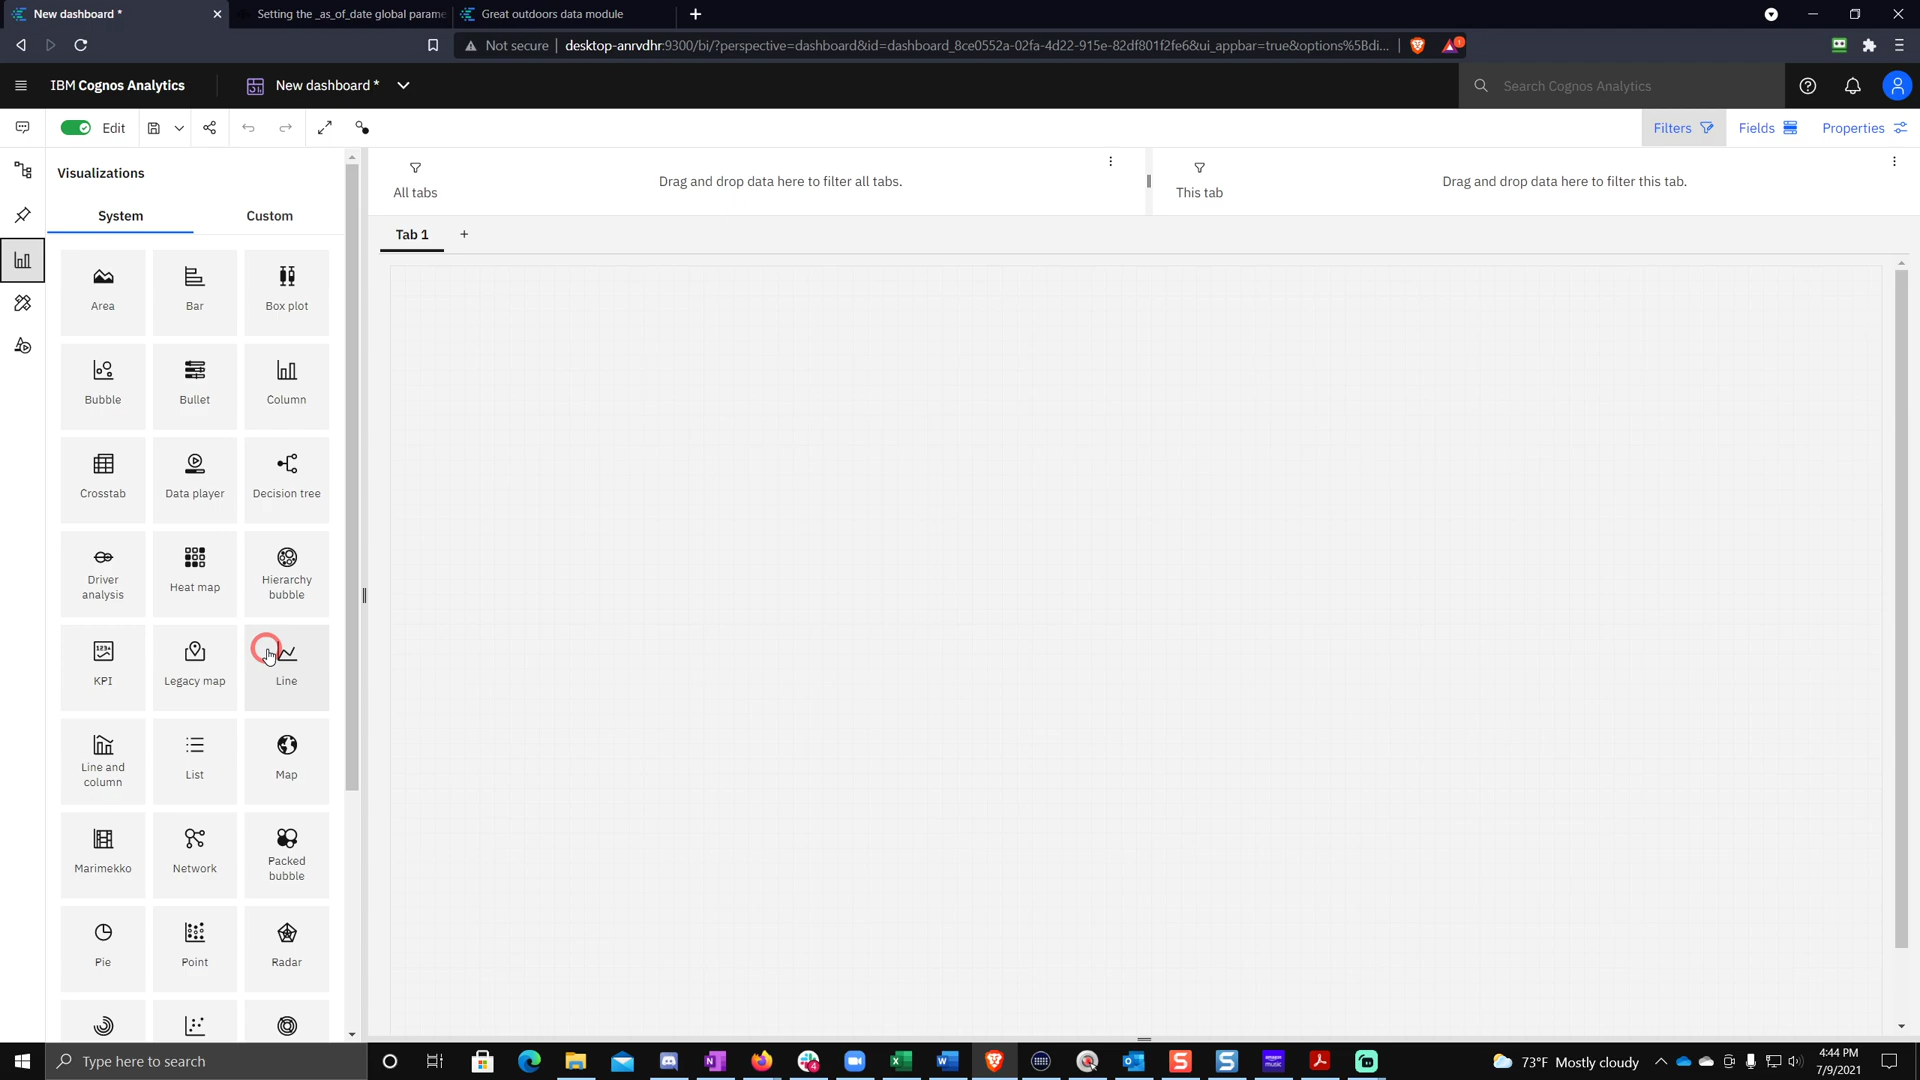 New dashboard *
Setting the _as_of_date global parame
Great outdoors data module
Not secure
desktop-anrvdhr:9300/bi/?perspective=dashboard&id=dashboard_8ce0552a-02fa-4d22-915e-82df801f2fe6&ui_appbar=true&options%5Bdi...
1
IBM Cognos Analytics
New dashboard *
Search Cognos Analytics
Edit
Filters
Fields
Properties
Visualizations
System
Custom
All tabs
Drag and drop data here to filter all tabs.
This tab
Drag and drop data here to filter this tab.
Tab 1
Area
Bar
Box plot
Bubble
Bullet
Column
Crosstab
Data player
Decision tree
Driver
analysis
Heat map
Hierarchy
bubble
KPI
Legacy map
Line
Line and
column
List
Map
Marimekko
Network
Packed
bubble
Pie
Point
Radar
Type here to search
4
73°F Mostly cloudy
4:44 PM
7/9/2021